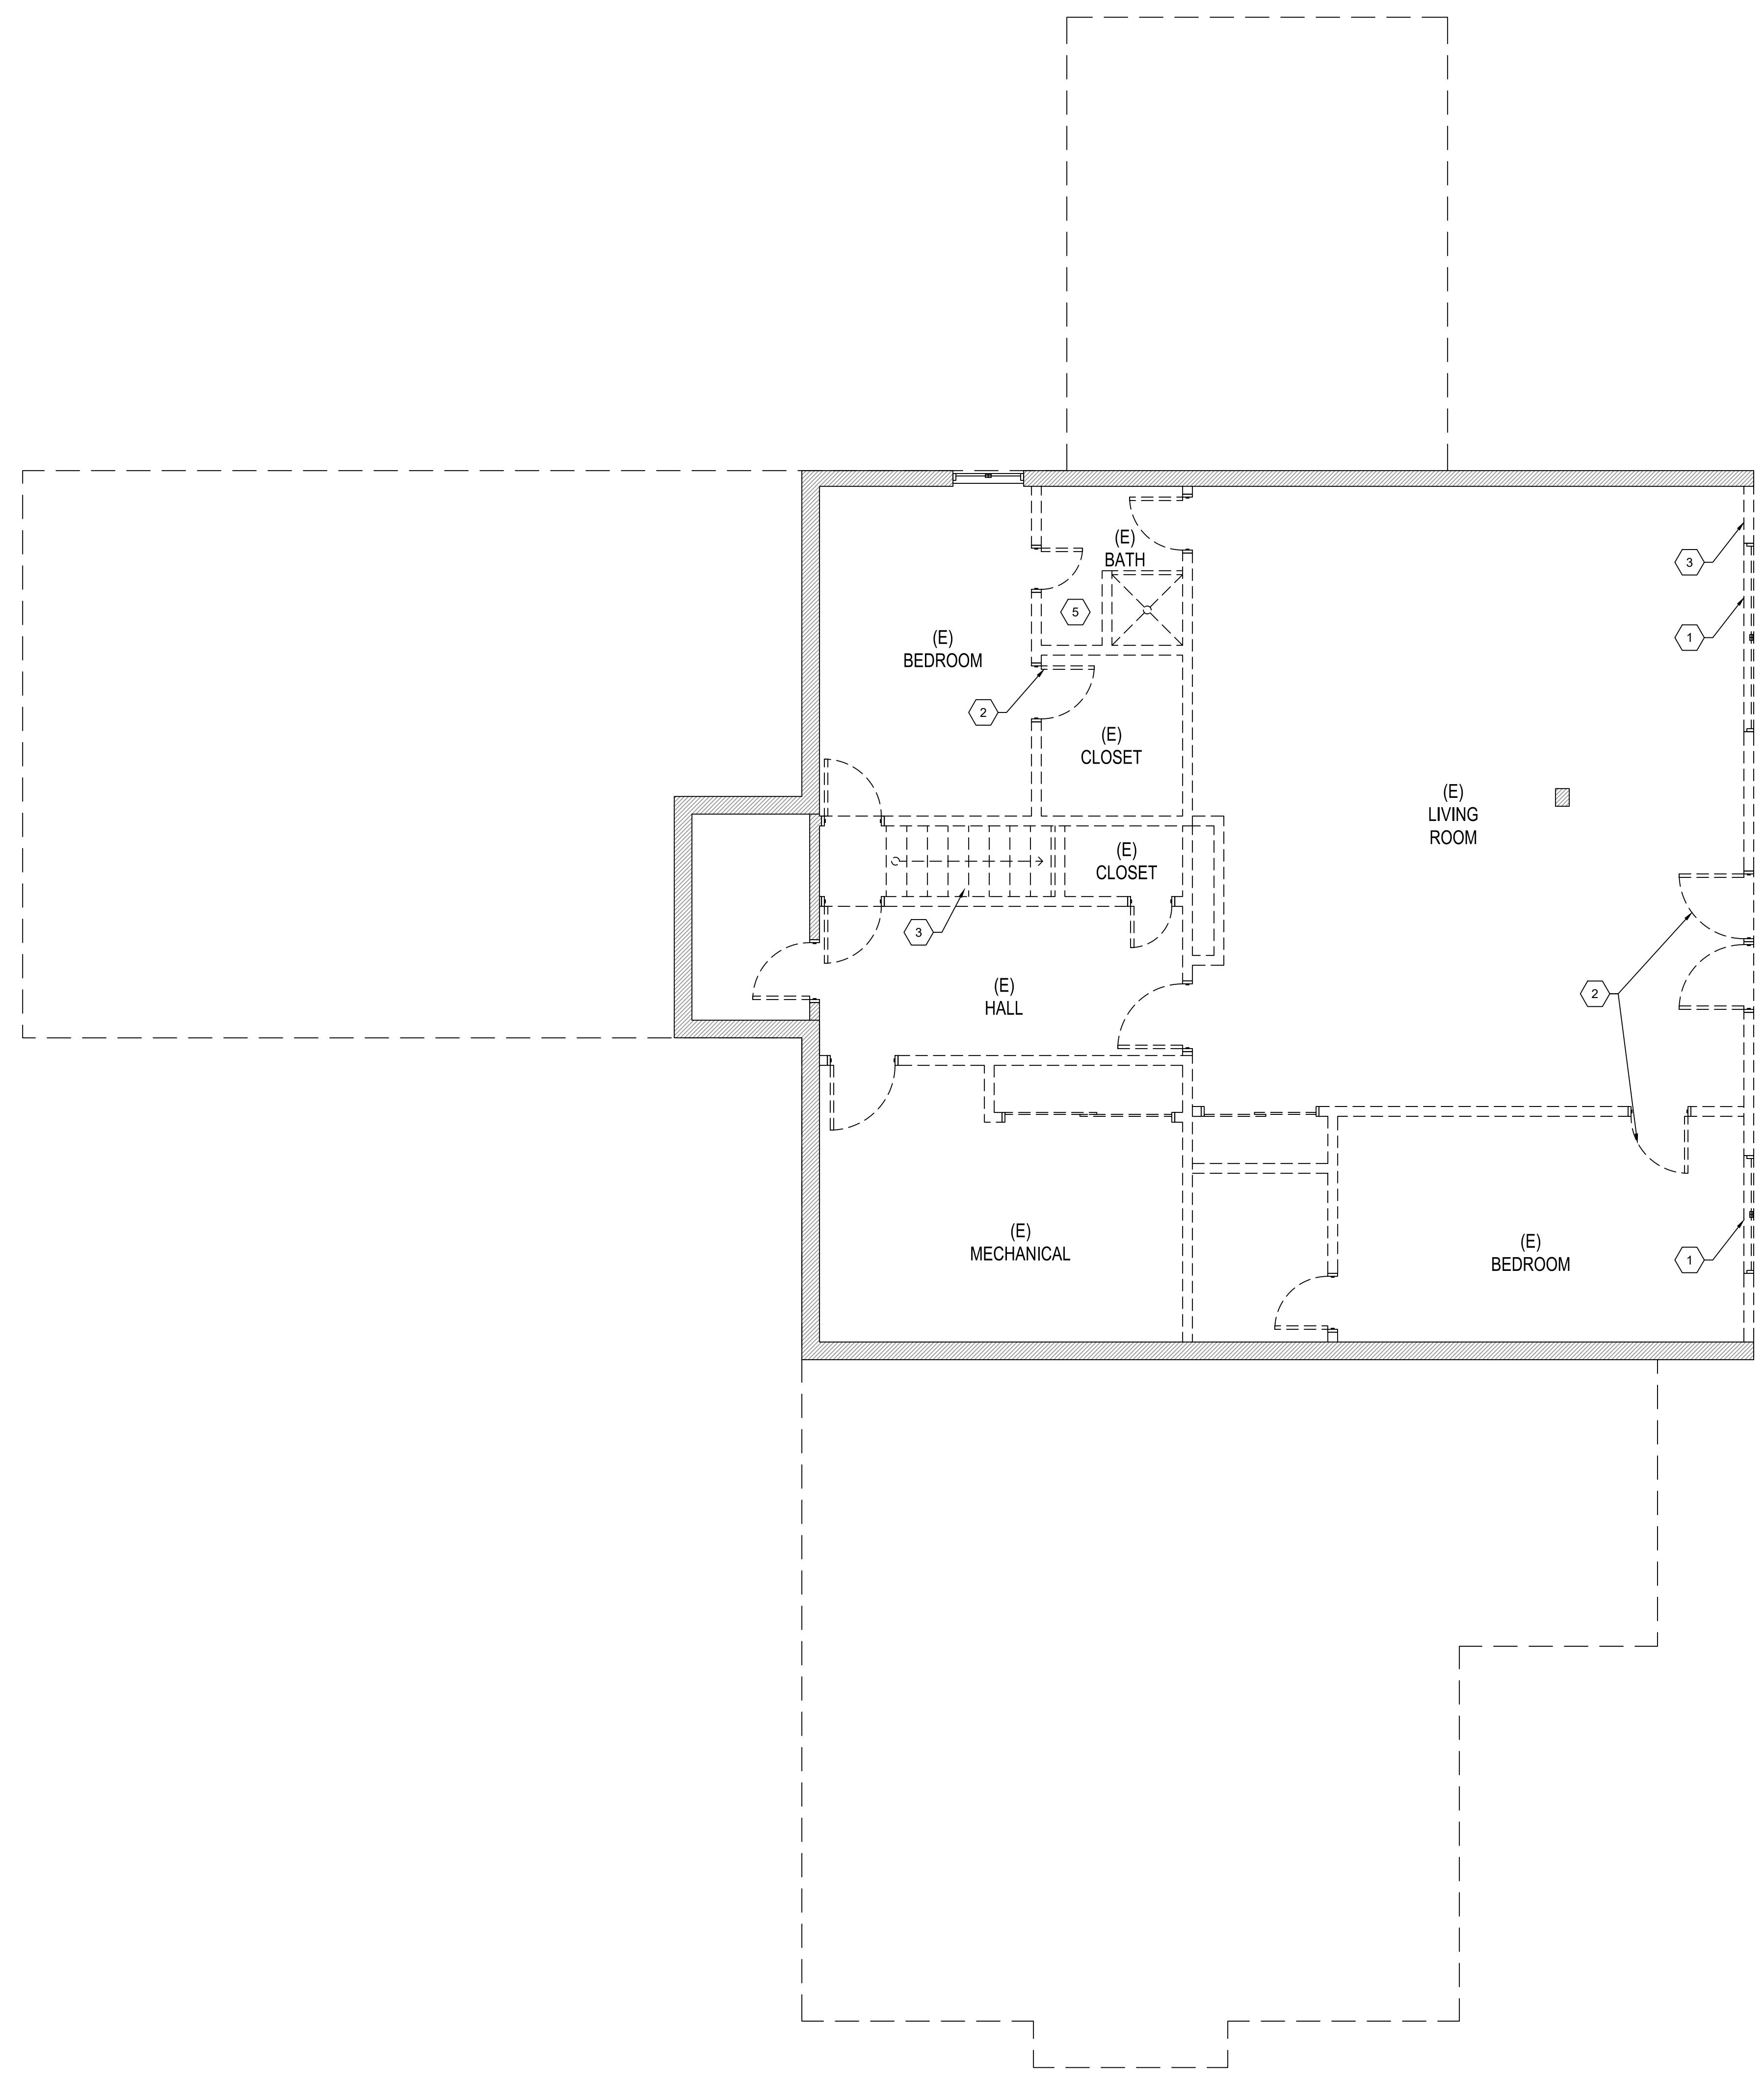 (E)
BATH
3
5
1
(E)
BEDROOM
2
(E)
CLOSET
(E)
LIVING
ROOM
(E)
CLOSET
3
(E)
HALL
2
(E)
MECHANICAL
(E)
BEDROOM
1